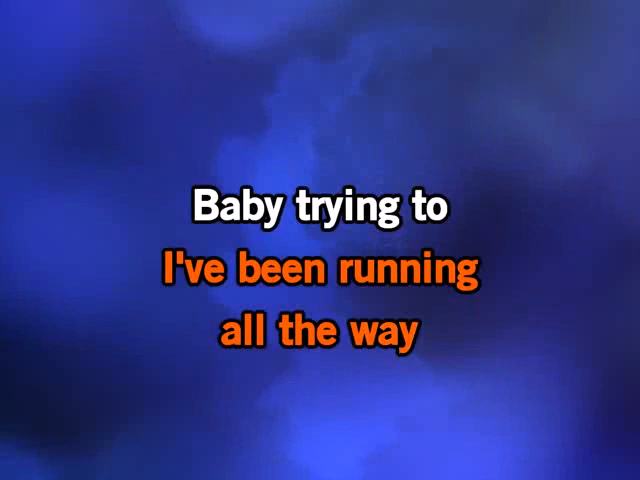 Baby trying to
I've been running
all the way